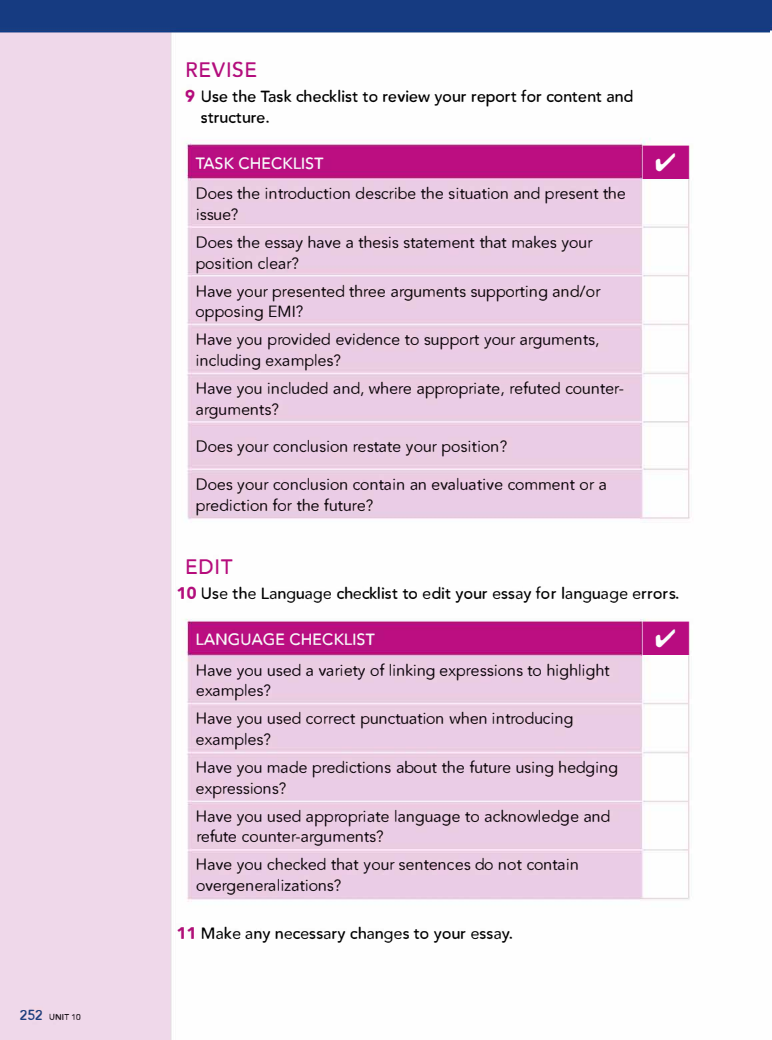 REVISE
9 Use the Task checklist to review your report for content and
structure.
TASK CHECKLIST ✔
Does the introduction describe the situation and present the
issue?
Does the essay have a thesis statement that makes your
position clear?
Have your presented three arguments supporting and/or
opposing EMI?
Have you provided evidence to support your arguments,
including examples?
Have you included and, where appropriate, refuted counter-
arguments?
Does your conclusion restate your position?
Does your conclusion contain an evaluative comment or a
prediction for the future?
EDIT
10 Use the Language checklist to edit your essay for language errors.
LANGUAGE CHECKLIST ✔
Have you used a variety of linking expressions to highlight
examples?
Have you used correct punctuation when introducing
examples?
Have you made predictions about the future using hedging
expressions?
Have you used appropriate language to acknowledge and
refute counter-arguments?
Have you checked that your sentences do not contain
overgeneralizations?
11 Make any necessary changes to your essay.
252 UNIT 10